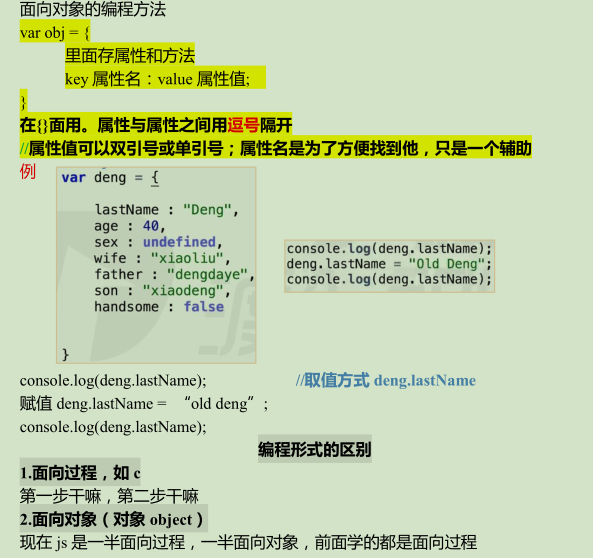 面向对象的编程方法
var obj = {
里面存属性和方法
key 属性名：value 属性值;
}
在{}面用。属性与属性之间用逗号隔开
//属性值可以双引号或单引号；属性名是为了方便找到他，只是一个辅助
例
var deng = {
lastName : "Deng",
age : 40,
sex : undefined,
wife : "xiaoliu",
father : "dengdaye",
son : "xiaodeng",
handsome : false
}
console.log(deng.lastName);
deng.lastName = "Old Deng";
console.log(deng.lastName);
console.log(deng.lastName); //取值方式 deng.lastName
赋值 deng.lastName = “old deng”;
console.log(deng.lastName);
编程形式的区别
1.面向过程，如 c
第一步干嘛，第二步干嘛
2.面向对象（对象 object）
现在 js 是一半面向过程，一半面向对象，前面学的都是面向过程